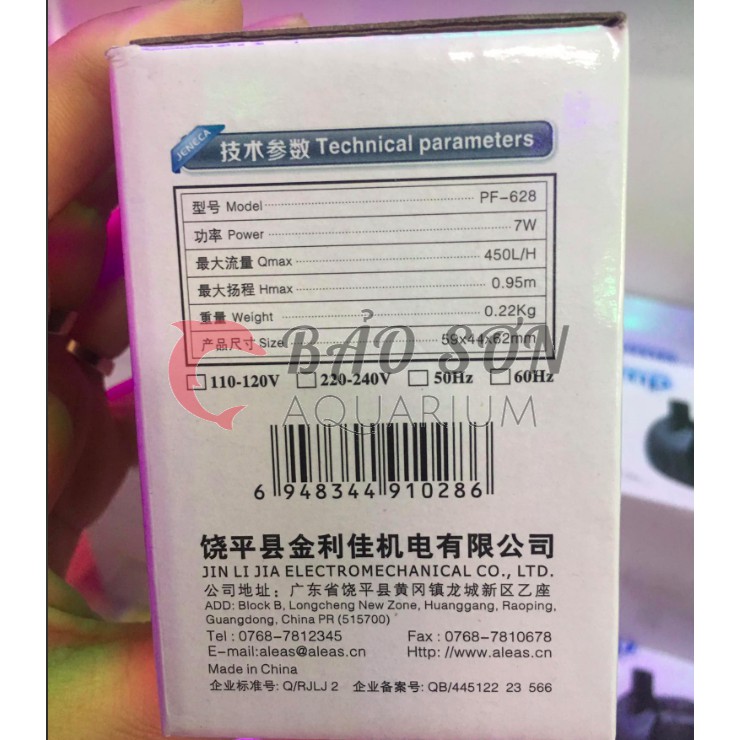 JENECA
技术参数 Technical parameters
型号 Model PF-628
功率 Power 7W
最大流量 Qmax 450L/H
最大扬程 Hmax 0.95m
重量 Weight 0.22Kg
产品尺寸 Size 59x44x62mm
BẢO SƠN
AQUARIUM
110-120V 220-240V 50Hz 60Hz
6 948344 910286
饶平县金利佳机电有限公司
JIN LI JIA ELECTROMECHANICAL CO., LTD.
公司地址：广东省饶平县黄冈镇龙城新区乙座
ADD: Block B, Longcheng New Zone, Huanggang, Raoping,
Guangdong, China PR (515700)
Tel : 0768-7812345 Fax : 0768-7810678
E-mail:aleas@aleas.cn Http: //www.aleas.cn
Made in China
企业标准号: Q/RJLJ 2 企业备案号: QB/445122 23 566